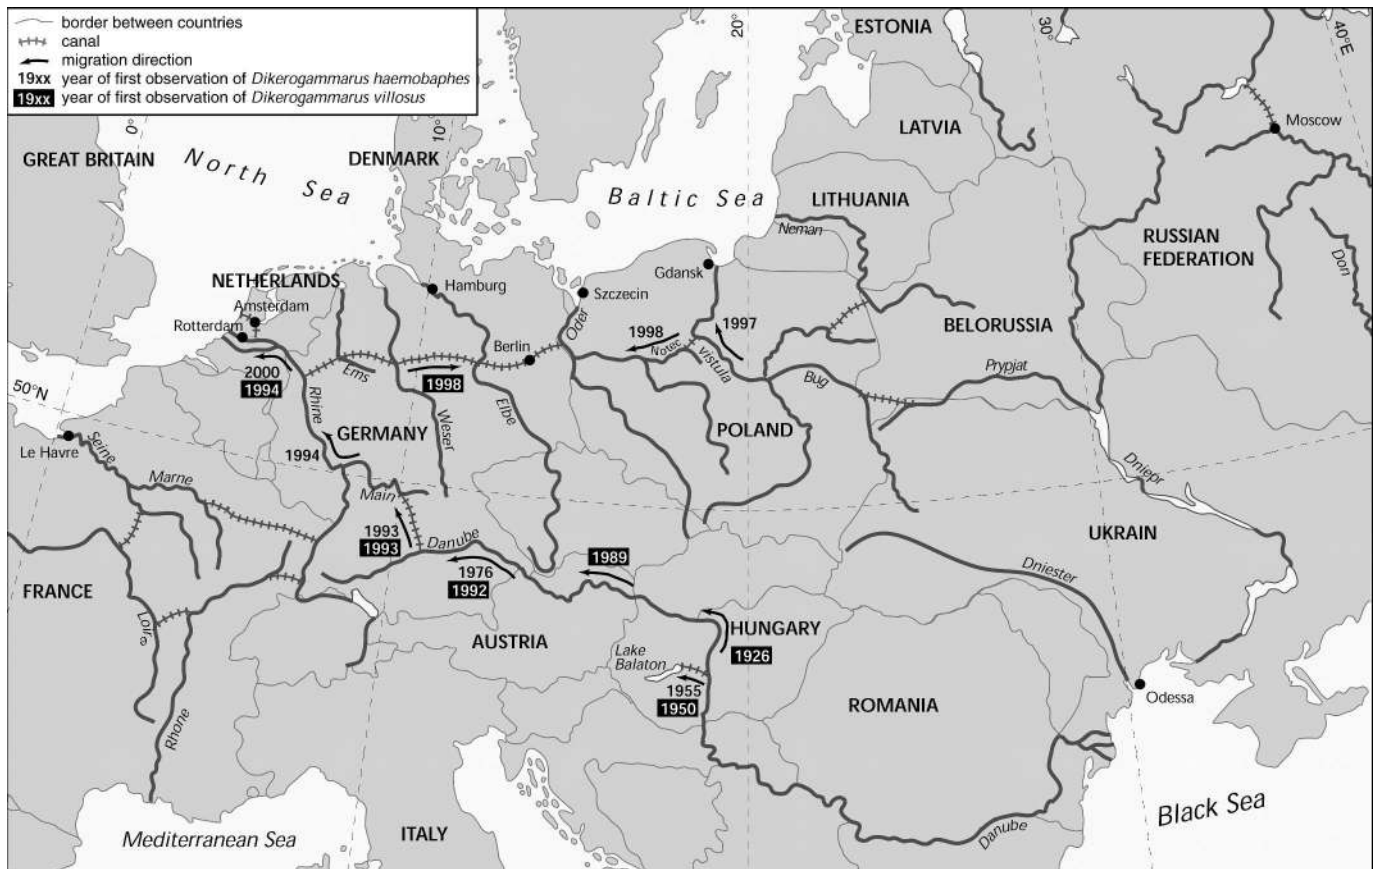 border between countries
canal
migration direction
19xx year of first observation of Dikerogammarus haemobaphes
19xx year of first observation of Dikerogammarus villosus
0°
10°
20°
30°
40°E
ESTONIA
Moscow
GREAT BRITAIN
North Sea
DENMARK
LATVIA
Baltic Sea
LITHUANIA
Neman
RUSSIAN
FEDERATION
Don
NETHERLANDS
Hamburg
Gdansk
Szczecin
Amsterdam
Rotterdam
Oder
1998
1997
BELORUSSIA
Berlin
Notec
Vistula
50°N
2000
1994
Ems
1998
Bug
Prypjat
Rhine
Weser
Elbe
GERMANY
POLAND
Le Havre
Seine
1994
Marne
Main
Dniepr
1993
1993
Danube
UKRAIN
1989
1976
1992
Dniester
FRANCE
Loire
AUSTRIA
HUNGARY
1926
Lake
Balaton
1955
1950
Odessa
ROMANIA
Rhone
Black Sea
Mediterranean Sea
ITALY
Danube